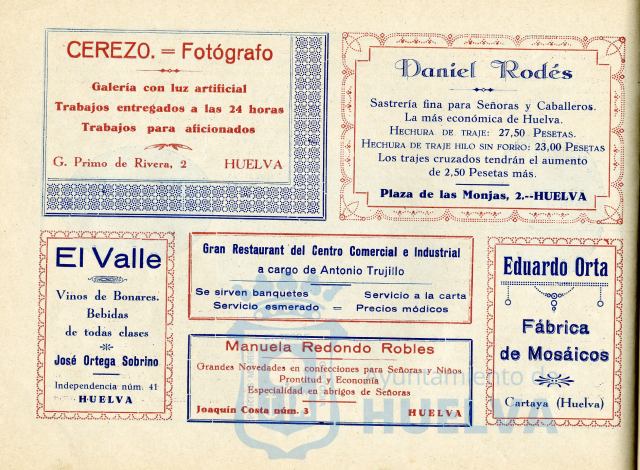 CEREZO. = Fotógrafo
Galería con luz artificial
Trabajos entregados a las 24 horas
Trabajos para aficionados
G. Primo de Rivera, 2 HUELVA
Daniel Rodés
Sastrería fina para Señoras y Caballeros.
La más económica de Huelva.
HECHURA DE TRAJE: 27,50 PESETAS.
HECHURA DE TRAJE HILO SIN FORRO: 23,00 PESETAS
Los trajes cruzados tendrán el aumento
de 2,50 Pesetas más.
Plaza de las Monjas, 2.--HUELVA
El Valle
Vinos de Bonares.
Bebidas
de todas clases
José Ortega Sobrino
Independencia núm. 41
HUELVA
Gran Restaurant del Centro Comercial e Industrial
a cargo de Antonio Trujillo
Se sirven banquetes Servicio a la carta
Servicio esmerado = Precios módicos
Manuela Redondo Robles
Grandes Novedades en confecciones para Señoras y Niños
Prontitud y Economía
Especialidad en abrigos de Señoras
Joaquín Costa núm. 3 HUELVA
Eduardo Orta
Fábrica
de Mosáicos
Cartaya (Huelva)
Ayuntamiento de
HUELVA